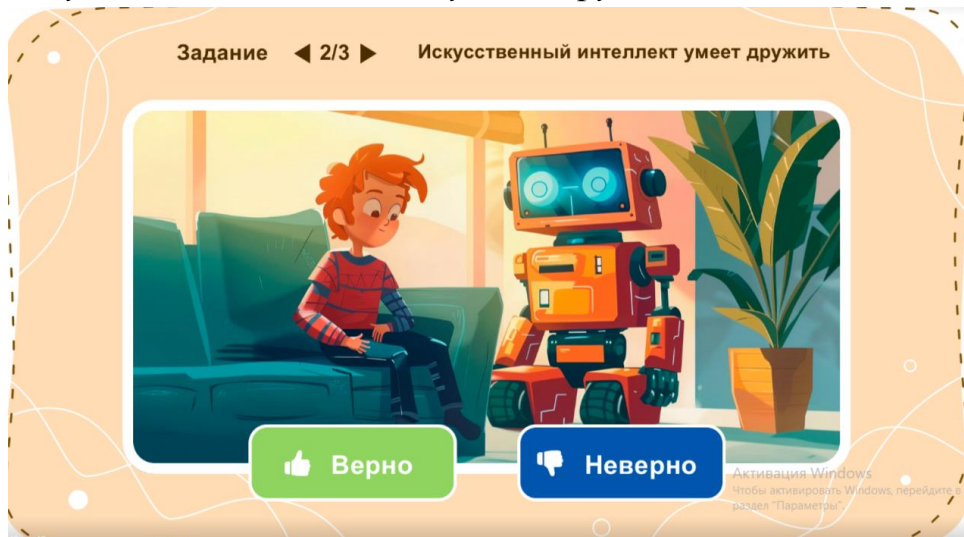 Задание ◀ 2/3 ▶ Искусственный интеллект умеет дружить
Верно
Неверно
Активация Windows
Чтобы активировать Windows, перейдите в
раздел "Параметры".